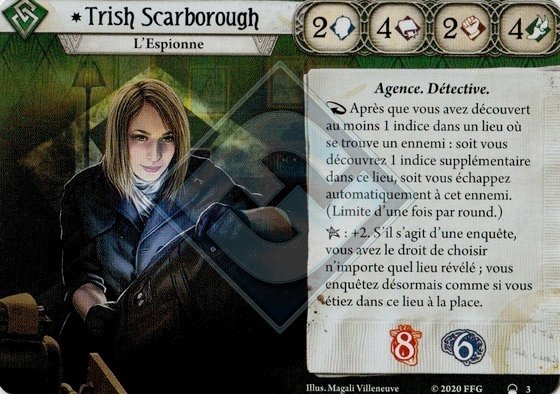 Trish Scarborough
L'Espionne
2 4 2 4
Agence. Détective.
Après que vous avez découvert
au moins 1 indice dans un lieu où
se trouve un ennemi : soit vous
découvrez 1 indice supplémentaire
dans ce lieu, soit vous échappez
automatiquement à cet ennemi.
(Limite d'une fois par round.)
: +2. S'il s'agit d'une enquête,
vous avez le droit de choisir
n'importe quel lieu révélé ; vous
enquêtez désormais comme si vous
étiez dans ce lieu à la place.
8 6
Illus. Magali Villeneuve © 2020 FFG 3